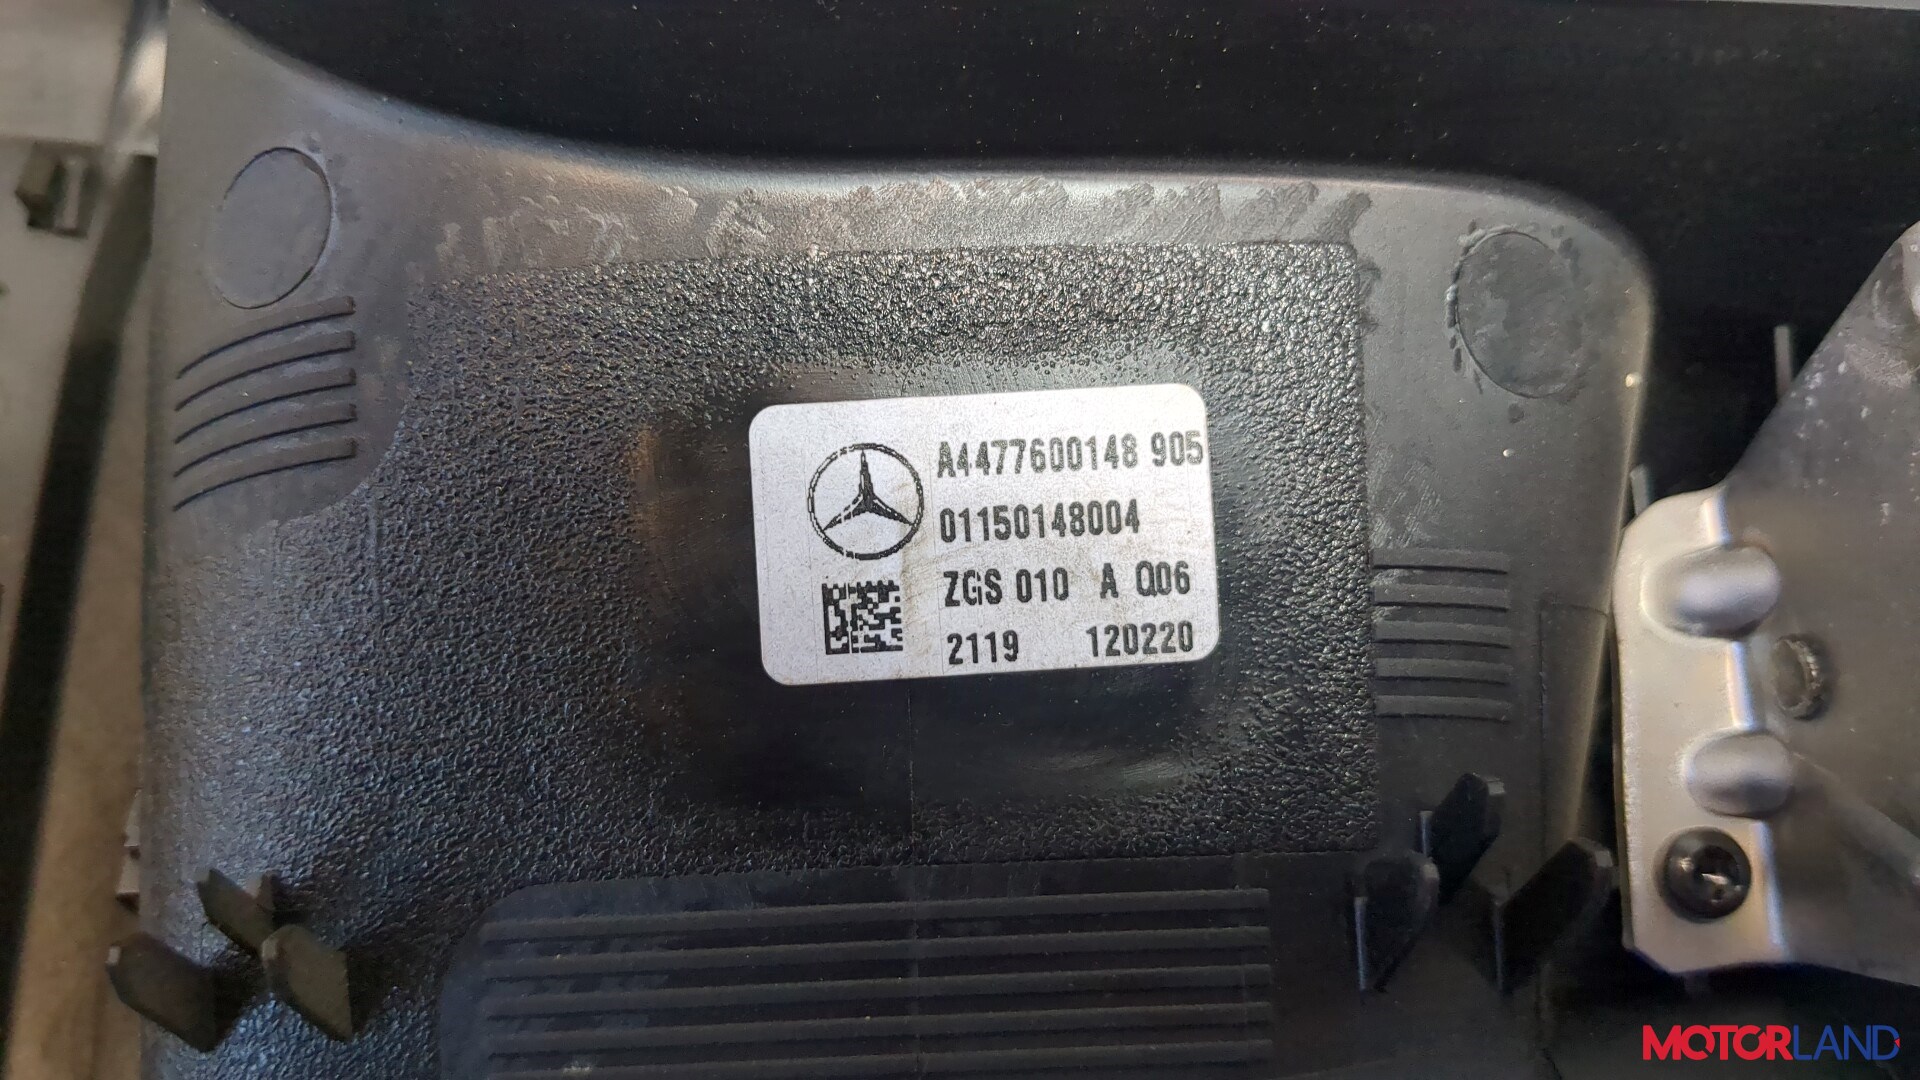 A4477600148 905
01150148004
ZGS 010 A Q06
2119 120220
MOTORLAND